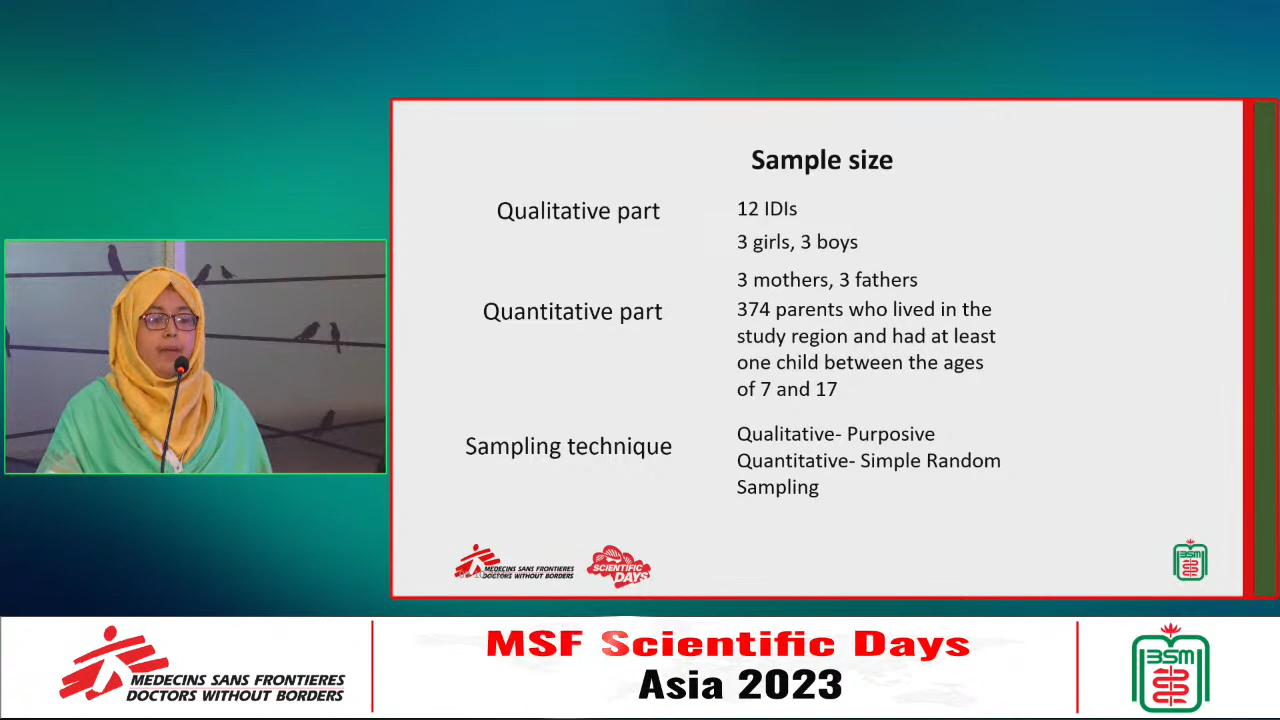 Sample size
Qualitative part
12 IDIs
3 girls, 3 boys
3 mothers, 3 fathers
Quantitative part
374 parents who lived in the
study region and had at least
one child between the ages
of 7 and 17
Sampling technique
Qualitative- Purposive
Quantitative- Simple Random
Sampling
MEDECINS SANS FRONTIERES
DOCTORS WITHOUT BORDERS
SCIENTIFIC
DAYS
BSM
MEDECINS SANS FRONTIERES
DOCTORS WITHOUT BORDERS
MSF Scientific Days
Asia 2023
BSM